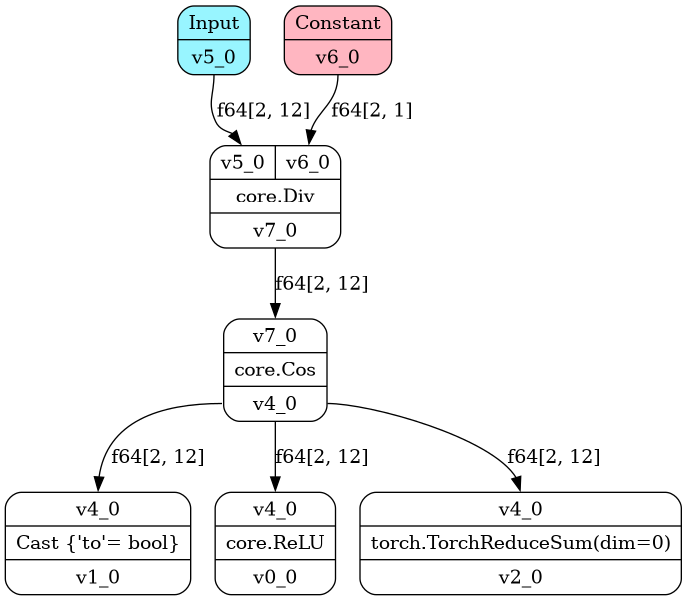 Input
v5_0
Constant
v6_0
f64[2, 12]
f64[2, 1]
v5_0
v6_0
core.Div
v7_0
f64[2, 12]
v7_0
core.Cos
v4_0
f64[2, 12]
f64[2, 12]
f64[2, 12]
v4_0
Cast {'to'= bool}
v1_0
v4_0
core.ReLU
v0_0
v4_0
torch.TorchReduceSum(dim=0)
v2_0